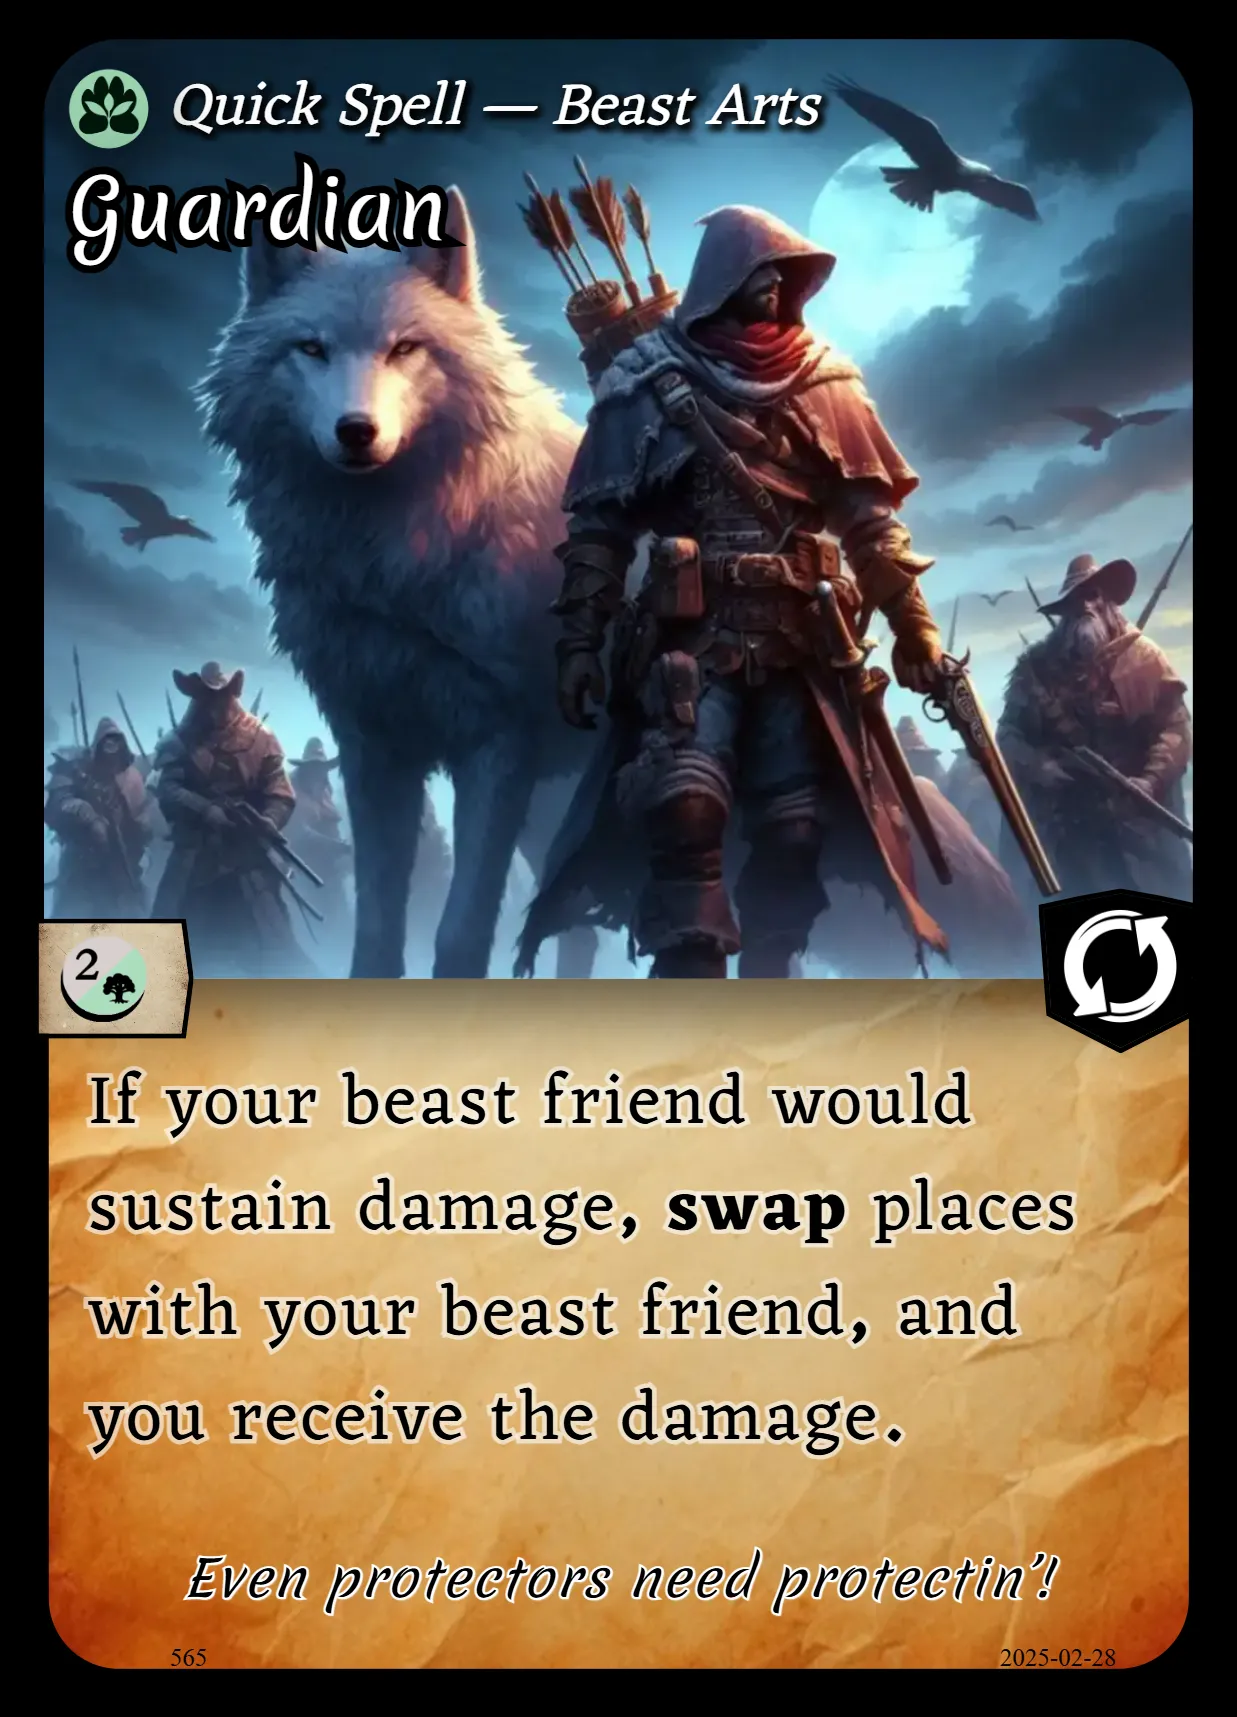 Quick Spell — Beast Arts
Guardian
2
If your beast friend would
sustain damage, swap places
with your beast friend, and
you receive the damage.
Even protectors need protectin'!
565
2025-02-28